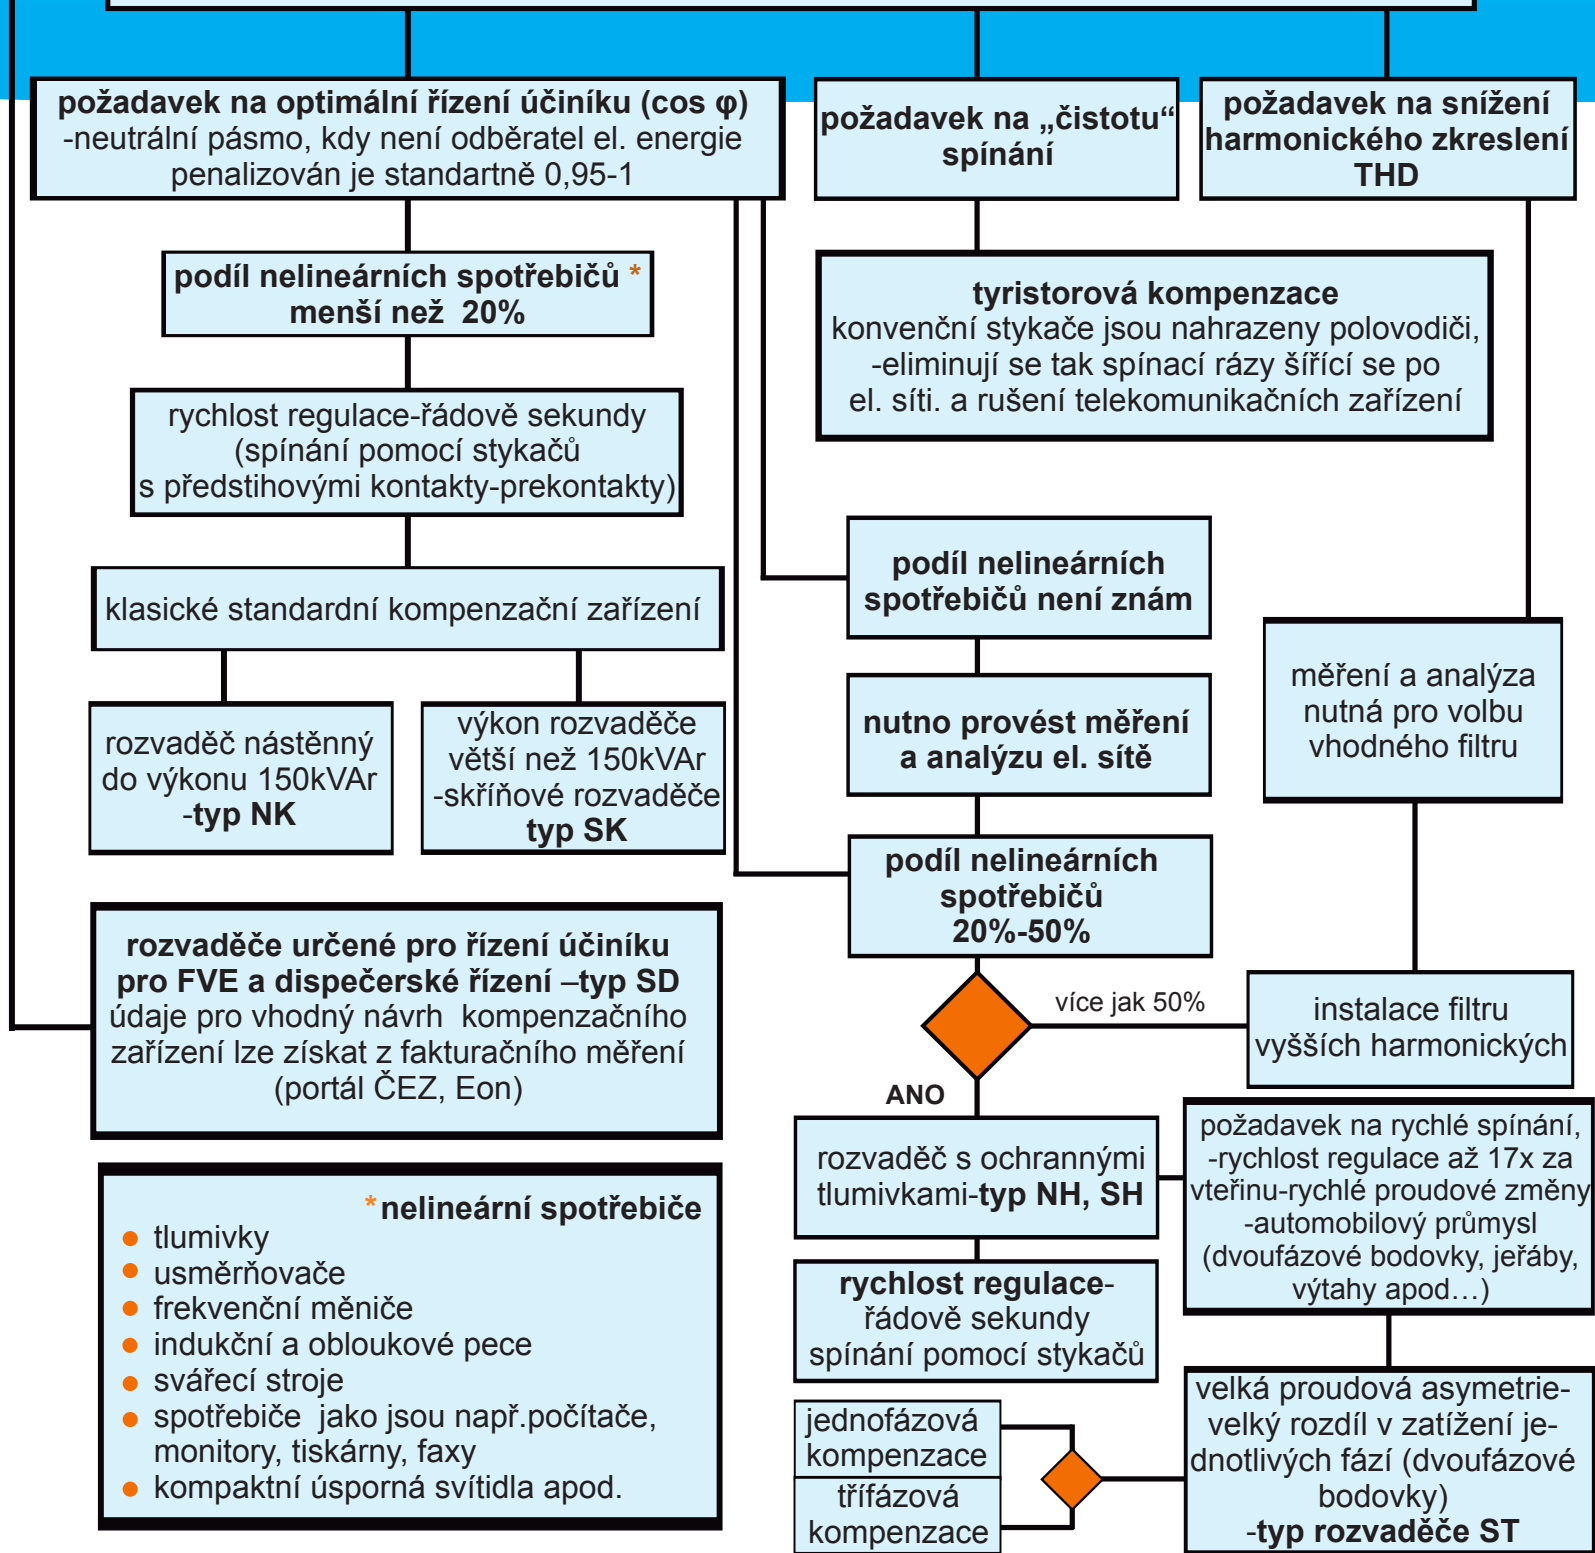 požadavek na optimální řízení účiníku (cos φ)
-neutrální pásmo, kdy není odběratel el. energie
penalizován je standartně 0,95-1
požadavek na „čistotu“
spínání
požadavek na snížení
harmonického zkreslení
THD
podíl nelineárních spotřebičů *
menší než 20%
tyristorová kompenzace
konvenční stykače jsou nahrazeny polovodiči,
-eliminují se tak spínací rázy šířící se po
el. síti. a rušení telekomunikačních zařízení
rychlost regulace-řádově sekundy
(spínání pomocí stykačů
s předstihovými kontakty-prekontakty)
klasické standardní kompenzační zařízení
podíl nelineárních
spotřebičů není znám
měření a analýza
nutná pro volbu
vhodného filtru
rozvaděč nástěnný
do výkonu 150kVAr
-typ NK
výkon rozvaděče
větší než 150kVAr
-skříňové rozvaděče
typ SK
nutno provést měření
a analýzu el. sítě
podíl nelineárních
spotřebičů
20%-50%
rozvaděče určené pro řízení účiníku
pro FVE a dispečerské řízení –typ SD
údaje pro vhodný návrh kompenzačního
zařízení lze získat z fakturačního měření
(portál ČEZ, Eon)
více jak 50%
instalace filtru
vyšších harmonických
ANO
rozvaděč s ochrannými
tlumivkami-typ NH, SH
požadavek na rychlé spínání,
-rychlost regulace až 17x za
vteřinu-rychlé proudové změny
-automobilový průmysl
(dvoufázové bodovky, jeřáby,
výtahy apod…)
rychlost regulace-
řádově sekundy
spínání pomocí stykačů
* nelineární spotřebiče
tlumivky
usměrňovače
frekvenční měniče
indukční a obloukové pece
svářecí stroje
spotřebiče jako jsou např.počítače,
monitory, tiskárny, faxy
kompaktní úsporná svítidla apod.
jednofázová
kompenzace
třífázová
kompenzace
velká proudová asymetrie-
velký rozdíl v zatížení je-
dnotlivých fází (dvoufázové
bodovky)
-typ rozvaděče ST